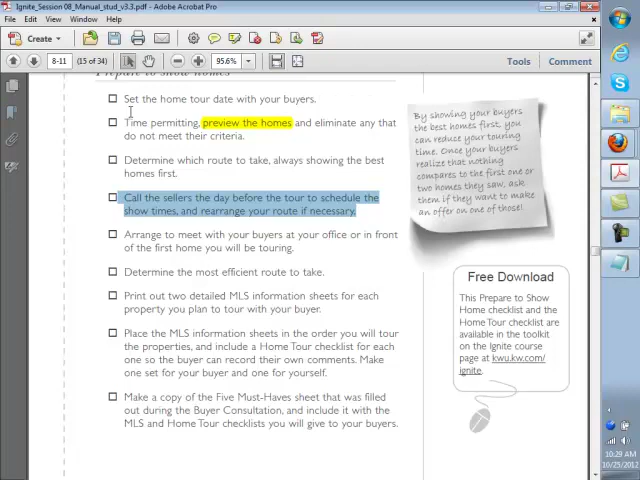 Ignite_Session 08_Manual_stud_v3.3.pdf - Adobe Acrobat Pro
File Edit View Window Help
Create
8-11 (15 of 34) 95.6% Tools Comment
Prepare to show homes
Set the home tour date with your buyers.
Time permitting, preview the homes and eliminate any that
do not meet their criteria.
Determine which route to take, always showing the best
homes first.
Call the sellers the day before the tour to schedule the
show times, and rearrange your route if necessary.
Arrange to meet with your buyers at your office or in front
of the first home you will be touring.
Determine the most efficient route to take.
Print out two detailed MLS information sheets for each
property you plan to tour with your buyer.
Place the MLS information sheets in the order you will tour
the properties, and include a Home Tour checklist for each
one so the buyer can record their own comments. Make
one set for your buyer and one for yourself.
Make a copy of the Five Must-Haves sheet that was filled
out during the Buyer Consultation, and include it with the
MLS and Home Tour checklists you will give to your buyers.
By showing your buyers
the best homes first, you
can reduce your touring
time. Once your buyers
realize that nothing
compares to the first one or
two homes they saw, ask
them if they want to make
an offer on one of those!
Free Download
This Prepare to Show
Home checklist and the
Home Tour checklist are
available in the toolkit
on the Ignite course
page at kwu.kw.com/
ignite.
10:29 AM
10/25/2012